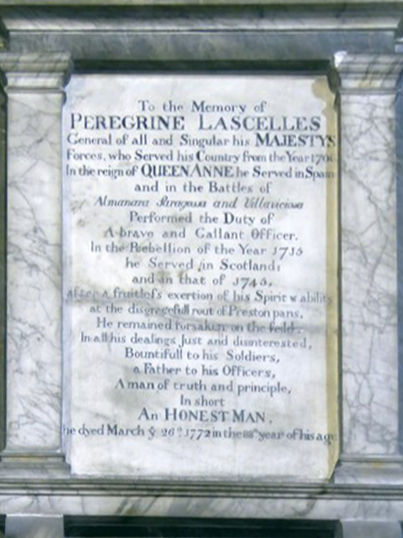 To the Memory of
PEREGRINE LASCELLES
General of all and Singular his MAJESTYS
Forces, who Served his Country from the Year 1706.
In the reign of QUEEN ANNE he Served in Spain
and in the Battles of
Almanara Saragossa and Villaviciosa
Performed the Duty of
A brave and Gallant Officer.
In the Rebellion of the Year 1715
he Served in Scotland;
and in that of 1745,
after a fruitless exertion of his Spirit & ability
at the disgracefull rout of Preston pans,
He remained forsaken on the feild.
In all his dealings Just and disinterested,
Bountifull to his Soldiers,
a Father to his Officers,
A man of truth and principle,
In short
An HONEST MAN,
he dyed March ye 26th 1772 in the 88th year of his age